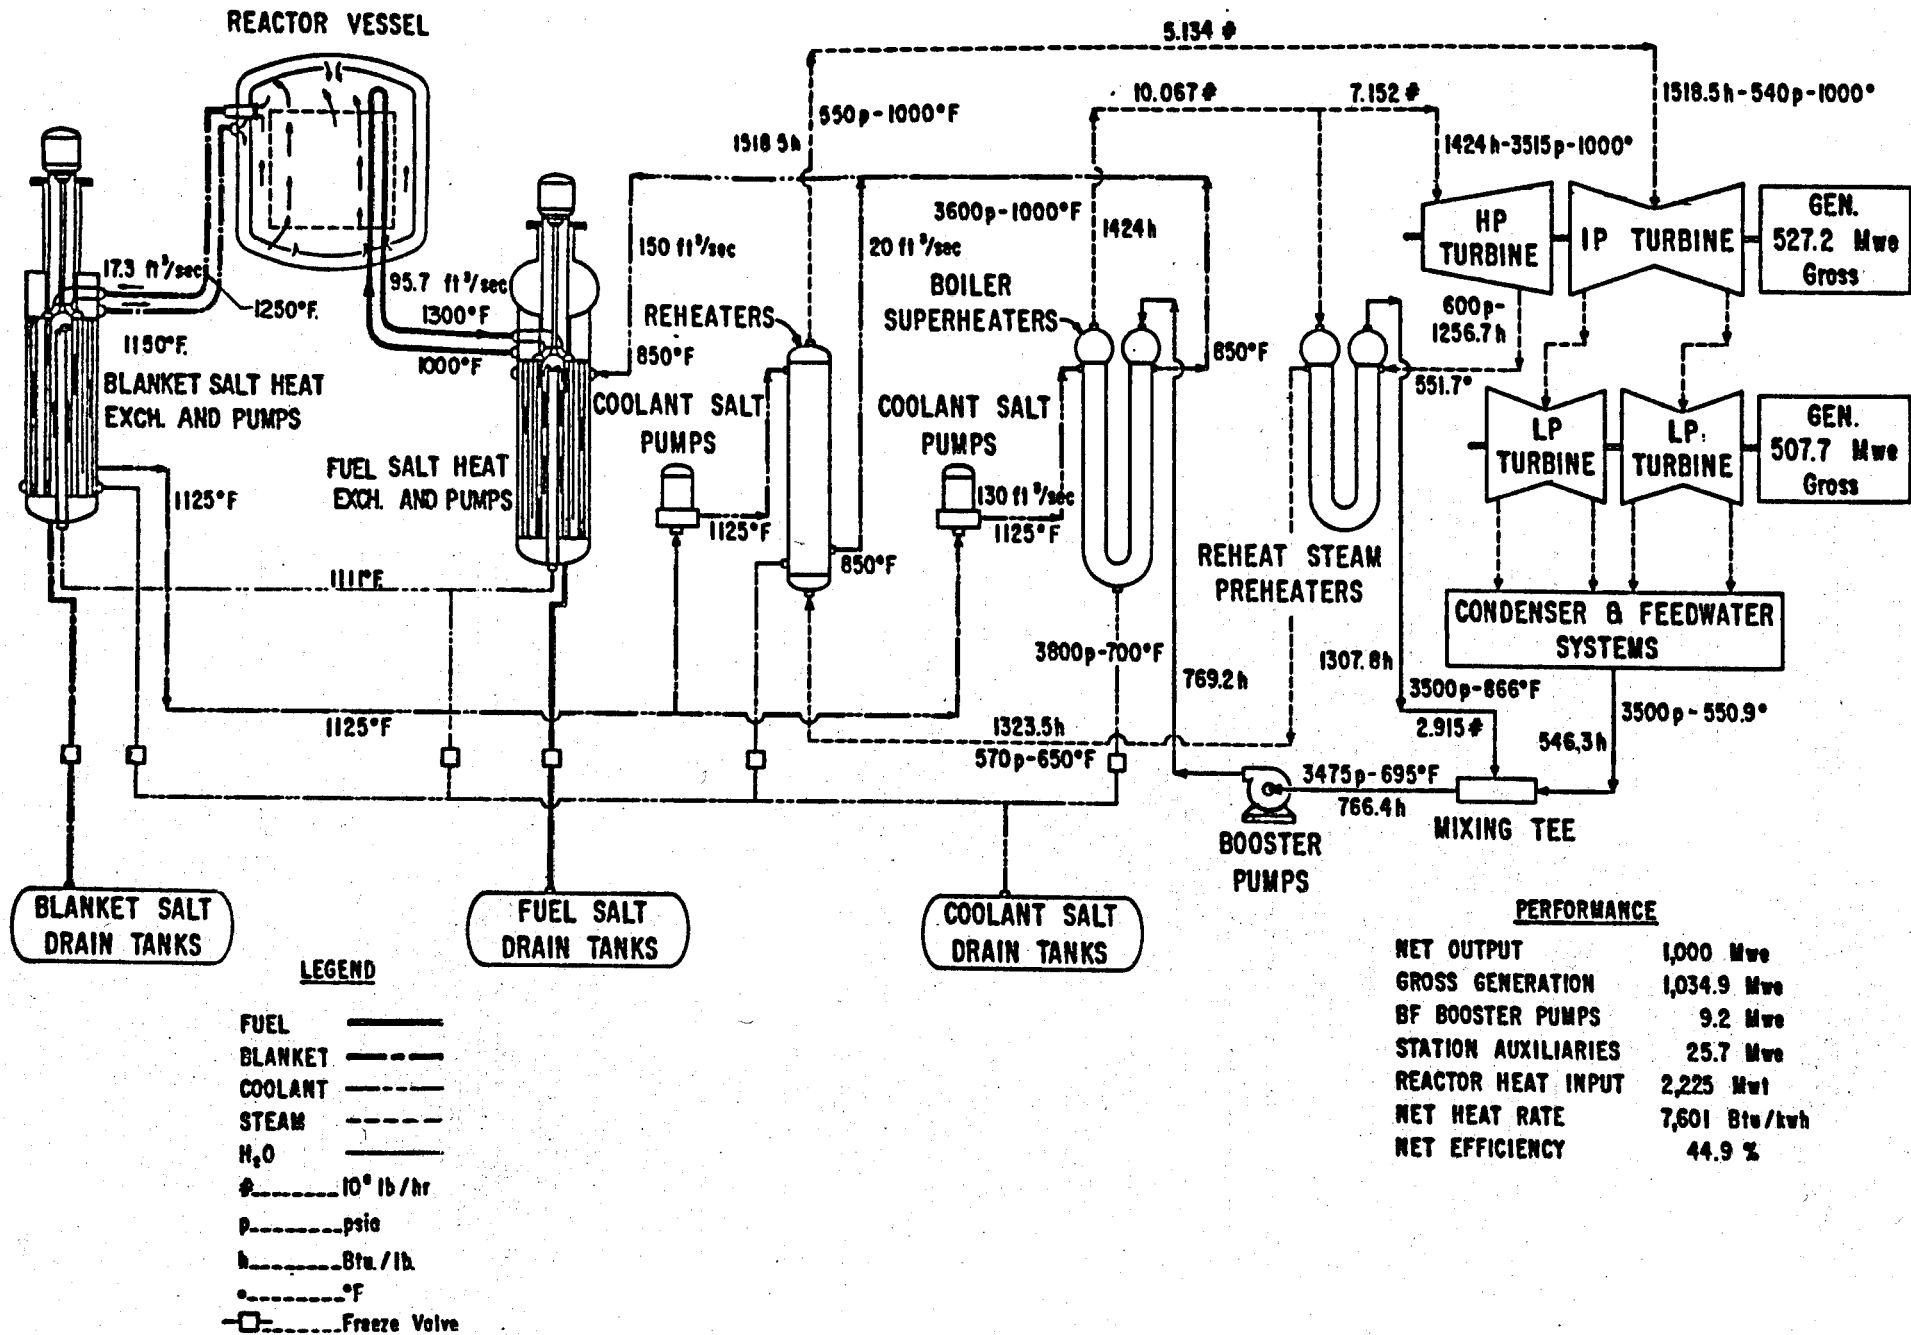 REACTOR VESSEL
5.134 #
10.067 #
7.152 #
1518.5h-540p-1000°
550p-1000°F
1518.5h
1424h-3515p-1000°
3600p-1000°F
1424h
HP
TURBINE
IP TURBINE
GEN.
527.2 Mwe
Gross
17.3 ft³/sec
1250°F.
1150°F.
95.7 ft³/sec
1300°F
1000°F
150 ft³/sec
850°F
20 ft³/sec
REHEATERS
BOILER
SUPERHEATERS
850°F
600p-
1256.7h
551.7°
BLANKET SALT HEAT
EXCH. AND PUMPS
COOLANT SALT
PUMPS
COOLANT SALT
PUMPS
LP
TURBINE
LP.
TURBINE
GEN.
507.7 Mwe
Gross
FUEL SALT HEAT
EXCH. AND PUMPS
1125°F
1125°F
130 ft³/sec
1125°F
850°F
1111°F.
REHEAT STEAM
PREHEATERS
CONDENSER & FEEDWATER
SYSTEMS
3800p-700°F
769.2h
1307.8h
3500p-866°F
2.915#
3500p-550.9°
546.3h
1125°F
1323.5h
570p-650°F
3475p-695°F
766.4h
MIXING TEE
BOOSTER
PUMPS
BLANKET SALT
DRAIN TANKS
FUEL SALT
DRAIN TANKS
COOLANT SALT
DRAIN TANKS
LEGEND
FUEL
BLANKET
COOLANT
STEAM
H₂O
# 10⁶ lb/hr
p psia
h Btu./lb.
° °F
Freeze Valve
PERFORMANCE
NET OUTPUT 1,000 Mwe
GROSS GENERATION 1,034.9 Mwe
BF BOOSTER PUMPS 9.2 Mwe
STATION AUXILIARIES 25.7 Mwe
REACTOR HEAT INPUT 2,225 Mwt
NET HEAT RATE 7,601 Btu/kwh
NET EFFICIENCY 44.9 %